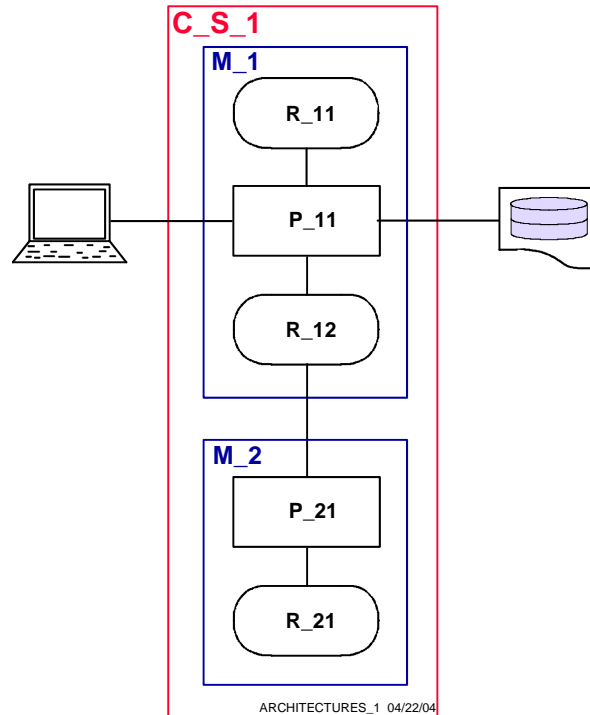 C_S_1
M_1
R_11
P_11
R_12
M_2
P_21
R_21
ARCHITECTURES_1 04/22/04